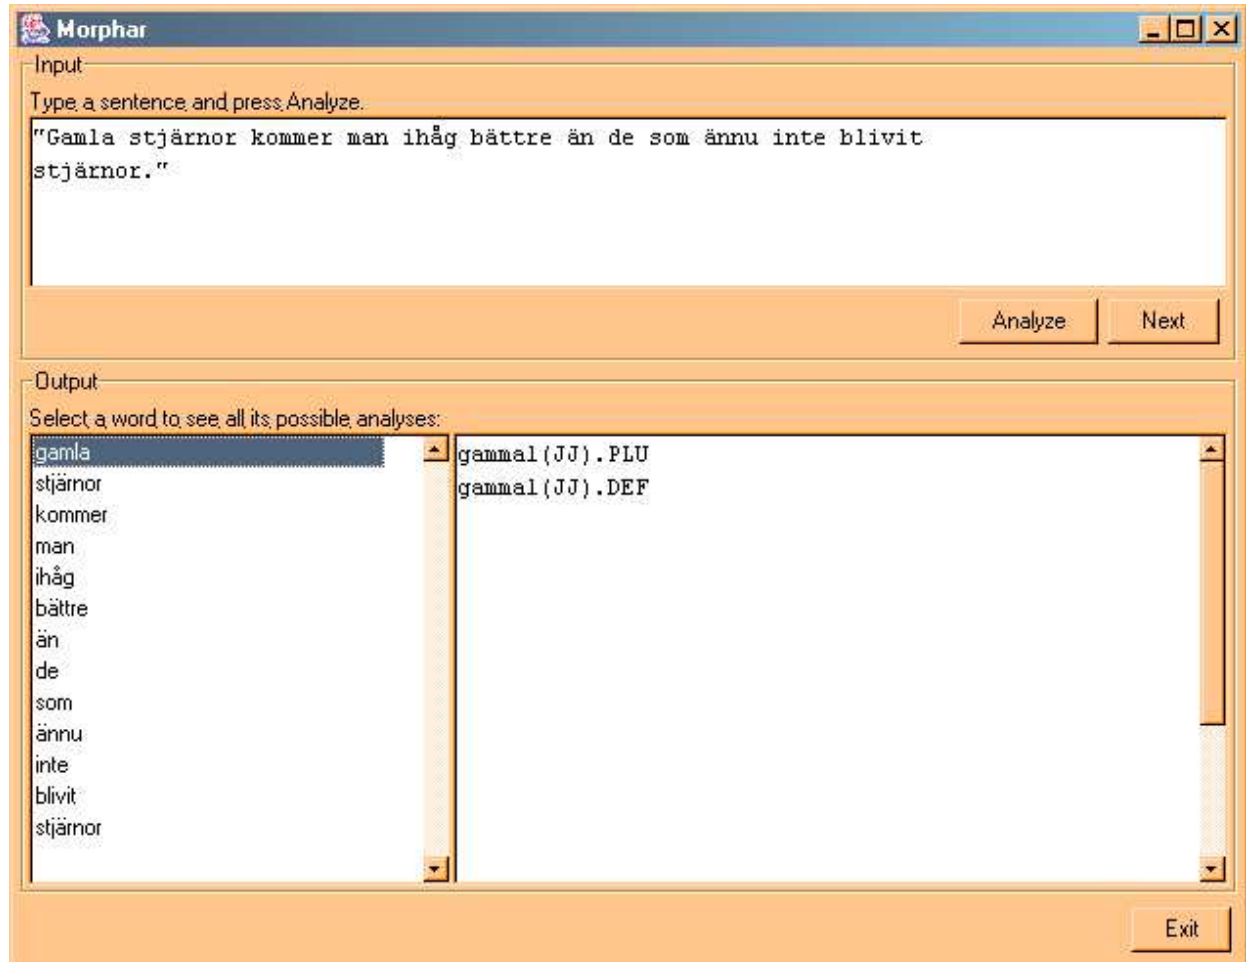 Morphar
Input
Type a sentence and press Analyze.
"Gamla stjärnor kommer man ihåg bättre än de som ännu inte blivit
stjärnor."
Analyze Next
Output
Select a word to see all its possible analyses:
gamla
stjärnor
kommer
man
ihåg
bättre
än
de
som
ännu
inte
blivit
stjärnor
gammal(JJ).PLU
gammal(JJ).DEF
Exit